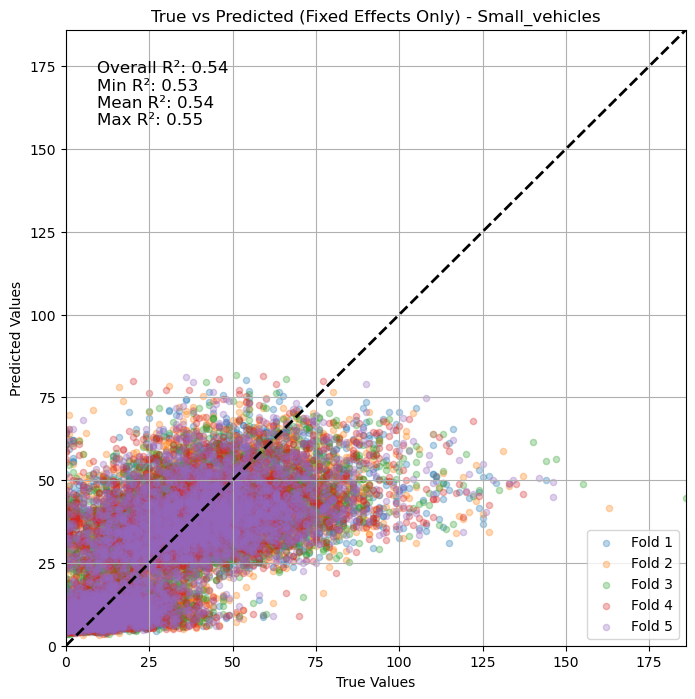 True vs Predicted (Fixed Effects Only) - Small_vehicles
Overall R²: 0.54
Min R²: 0.53
Mean R²: 0.54
Max R²: 0.55
175
150
125
100
75
50
25
0
Predicted Values
Fold 1
Fold 2
Fold 3
Fold 4
Fold 5
0 25 50 75 100 125 150 175
True Values